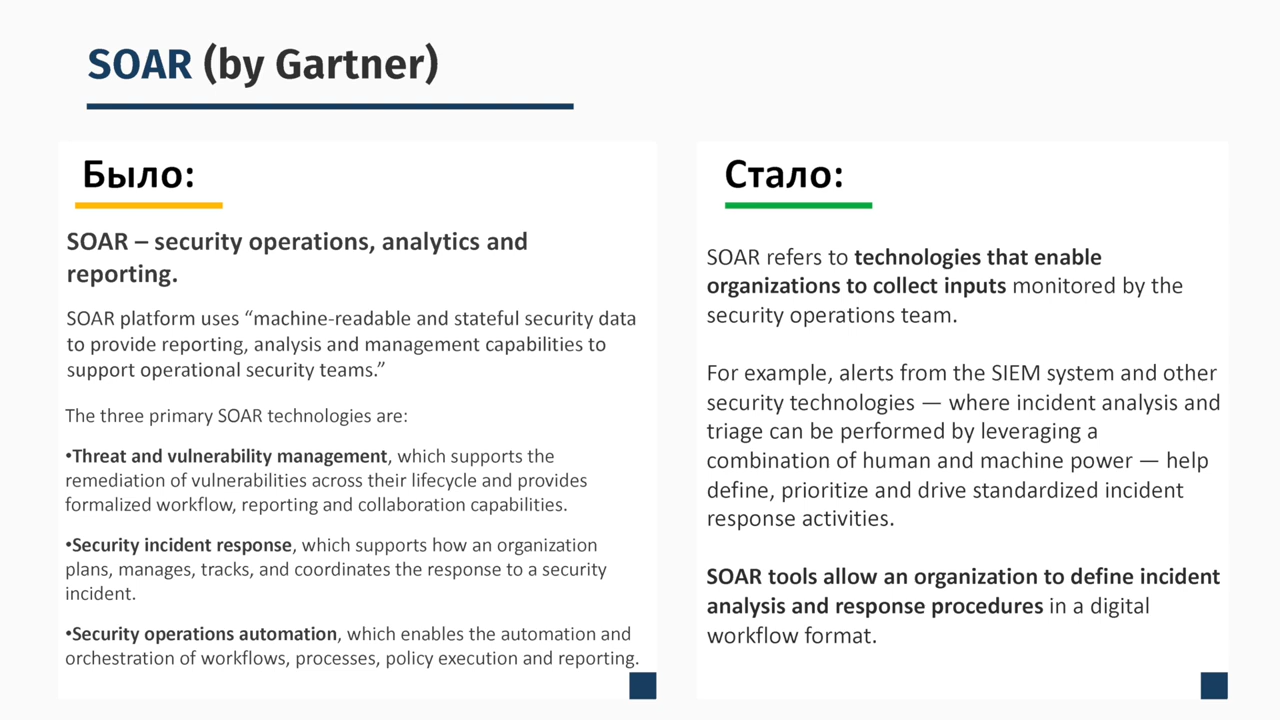 SOAR (by Gartner)
Было:
SOAR – security operations, analytics and
reporting.
SOAR platform uses “machine-readable and stateful security data
to provide reporting, analysis and management capabilities to
support operational security teams.”
The three primary SOAR technologies are:
•Threat and vulnerability management, which supports the
remediation of vulnerabilities across their lifecycle and provides
formalized workflow, reporting and collaboration capabilities.
•Security incident response, which supports how an organization
plans, manages, tracks, and coordinates the response to a security
incident.
•Security operations automation, which enables the automation and
orchestration of workflows, processes, policy execution and reporting.
Стало:
SOAR refers to technologies that enable
organizations to collect inputs monitored by the
security operations team.
For example, alerts from the SIEM system and other
security technologies — where incident analysis and
triage can be performed by leveraging a
combination of human and machine power — help
define, prioritize and drive standardized incident
response activities.
SOAR tools allow an organization to define incident
analysis and response procedures in a digital
workflow format.